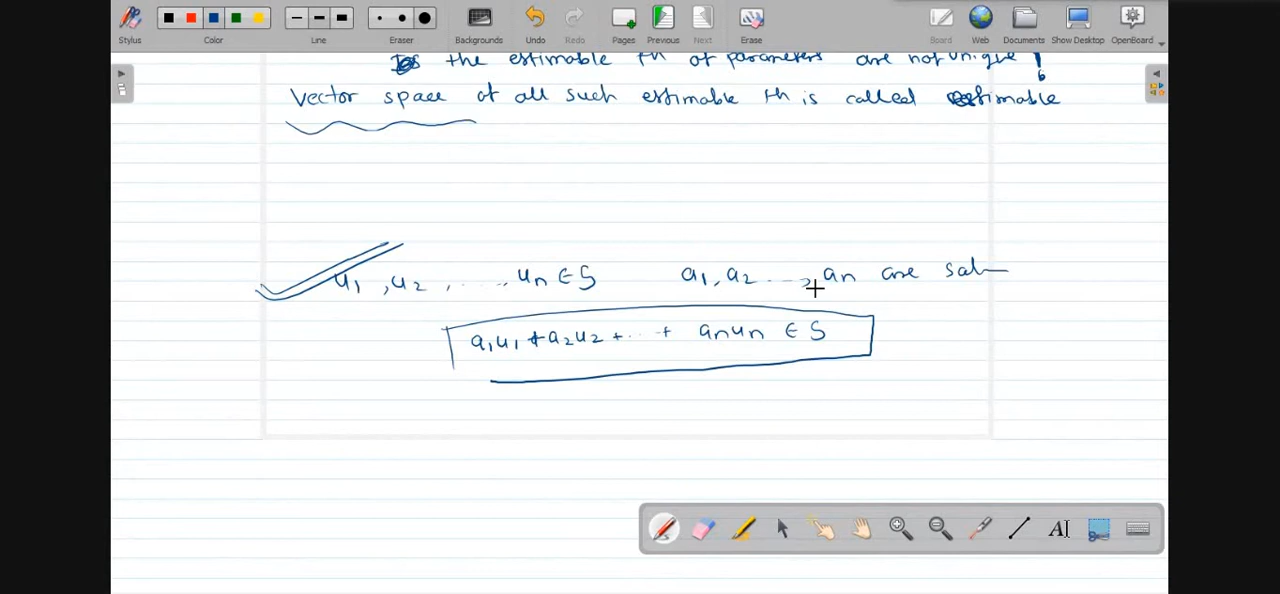 Stylus Color Line Eraser Backgrounds Undo Redo Pages Previous Next Erase Board Web Documents Show Desktop OpenBoard
the estimable fn of parameters are not unique !
Vector space of all such estimable fn is called estimable
u1, u2, ....., un ∈ S a1, a2 ..., an are
a1u1 + a2u2 + ... + anun ∈ S
AI